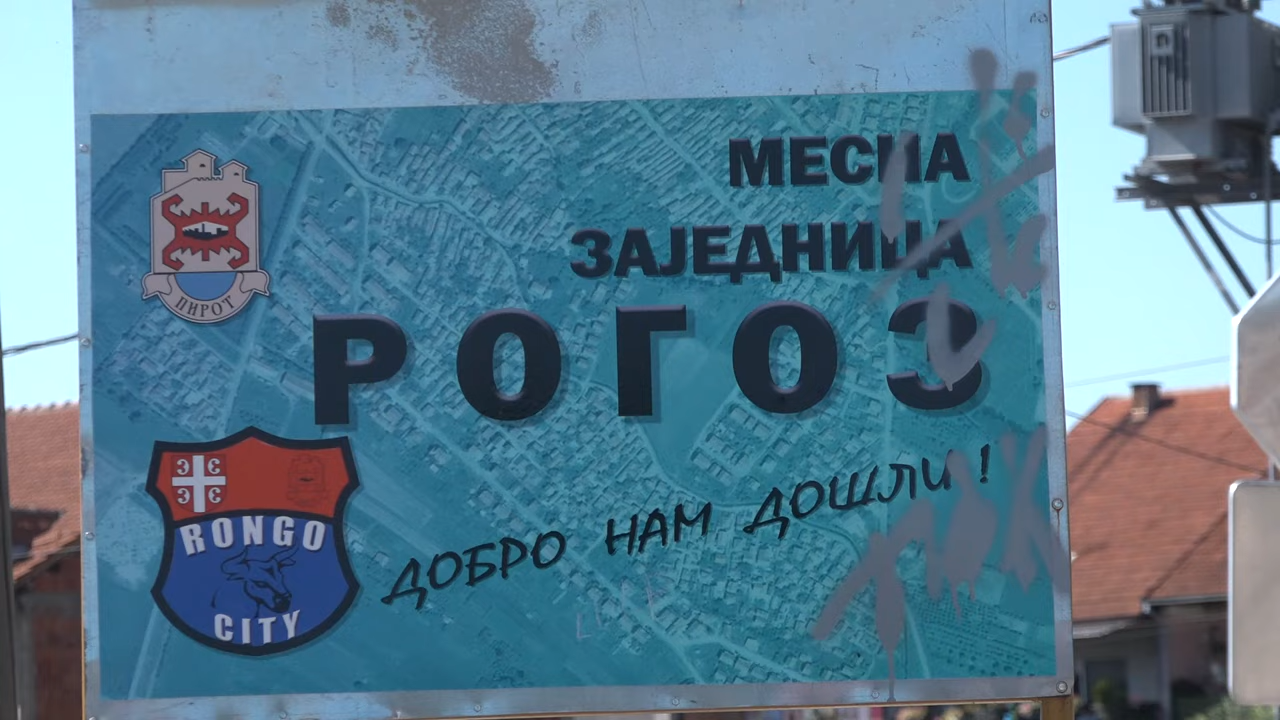 МЕСНА
ЗАЈЕДНИЦА
РОГОЗ
ДОБРО НАМ ДОШЛИ !
ПИРОТ
RONGO
CITY